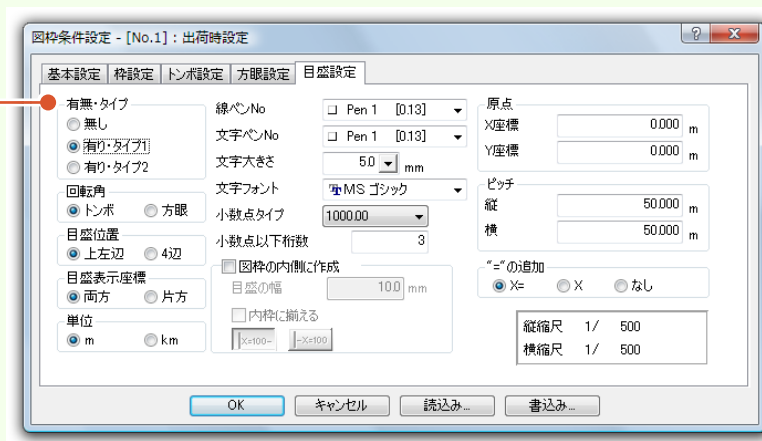 図枠条件設定 - [No.1] : 出荷時設定
基本設定 枠設定 トンボ設定 方眼設定 目盛設定
有無・タイプ
無し
有り・タイプ1
有り・タイプ2
回転角
トンボ 方眼
目盛位置
上左辺 4辺
目盛表示座標
両方 片方
単位
m km
線ペンNo Pen 1 [0.13]
文字ペンNo Pen 1 [0.13]
文字大きさ 5.0 mm
文字フォント MS ゴシック
小数点タイプ 1000.00
小数点以下桁数 3
図枠の内側に作成
目盛の幅 10.0 mm
内枠に揃える
X=100- -X=100
原点
X座標 0.000 m
Y座標 0.000 m
ピッチ
縦 50.000 m
横 50.000 m
"="の追加
X= X なし
縦縮尺 1/ 500
横縮尺 1/ 500
OK キャンセル 読込み... 書込み...